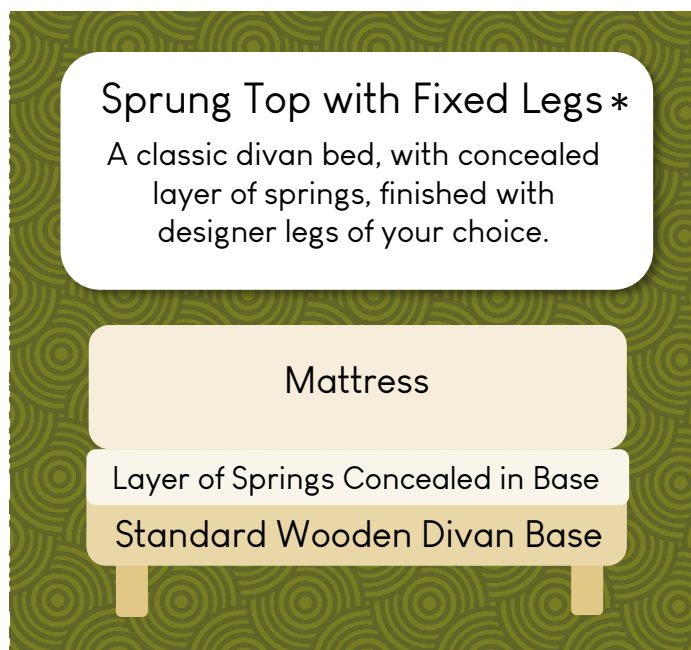 Sprung Top with Fixed Legs*
A classic divan bed, with concealed
layer of springs, finished with
designer legs of your choice.
Mattress
Layer of Springs Concealed in Base
Standard Wooden Divan Base